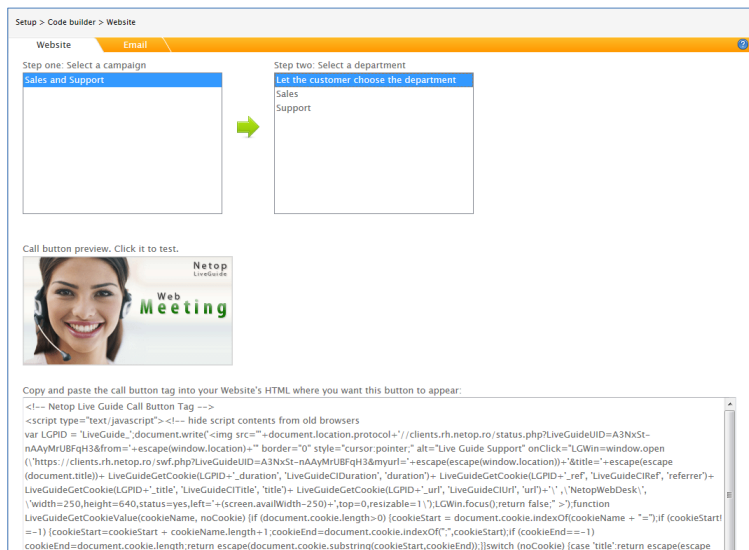 Setup > Code builder > Website
Website
Email
?
Step one: Select a campaign
Sales and Support
Step two: Select a department
Let the customer choose the department
Sales
Support
Call button preview. Click it to test.
Netop
LiveGuide
Web
Meeting
Copy and paste the call button tag into your Website's HTML where you want this button to appear:
<!-- Netop Live Guide Call Button Tag -->
<script type="text/javascript"><!-- hide script contents from old browsers
var LGPID = 'LiveGuide_';document.write('<img src="'+document.location.protocol+'//clients.rh.netop.ro/status.php?LiveGuideUID=A3NxSt-
nAAyMrUBFqH3&from='+escape(window.location)+'" border="0" style="cursor:pointer;" alt="Live Guide Support" onClick="LGWin=window.open
(\'https://clients.rh.netop.ro/swf.php?LiveGuideUID=A3NxSt-nAAyMrUBFqH3&myurl='+escape(escape(window.location))+'&title='+escape(escape
(document.title))+ LiveGuideGetCookie(LGPID+'_duration', 'LiveGuideCIDuration', 'duration')+ LiveGuideGetCookie(LGPID+'_ref', 'LiveGuideCIRef', 'referrer')+
LiveGuideGetCookie(LGPID+'_title', 'LiveGuideCITitle', 'title')+ LiveGuideGetCookie(LGPID+'_url', 'LiveGuideCIUrl', 'url')+'\' ,\'NetopWebDesk\',
\'width=250,height=640,status=yes,left='+(screen.availWidth-250)+',top=0,resizable=1\');LGWin.focus();return false;" >');function
LiveGuideGetCookieValue(cookieName, noCookie) {if (document.cookie.length>0) {cookieStart = document.cookie.indexOf(cookieName + "=");if (cookieStart!
=-1) {cookieStart=cookieStart + cookieName.length+1;cookieEnd=document.cookie.indexOf(";",cookieStart);if (cookieEnd==-1)
cookieEnd=document.cookie.length;return escape(document.cookie.substring(cookieStart,cookieEnd));}}switch (noCookie) {case 'title':return escape(escape